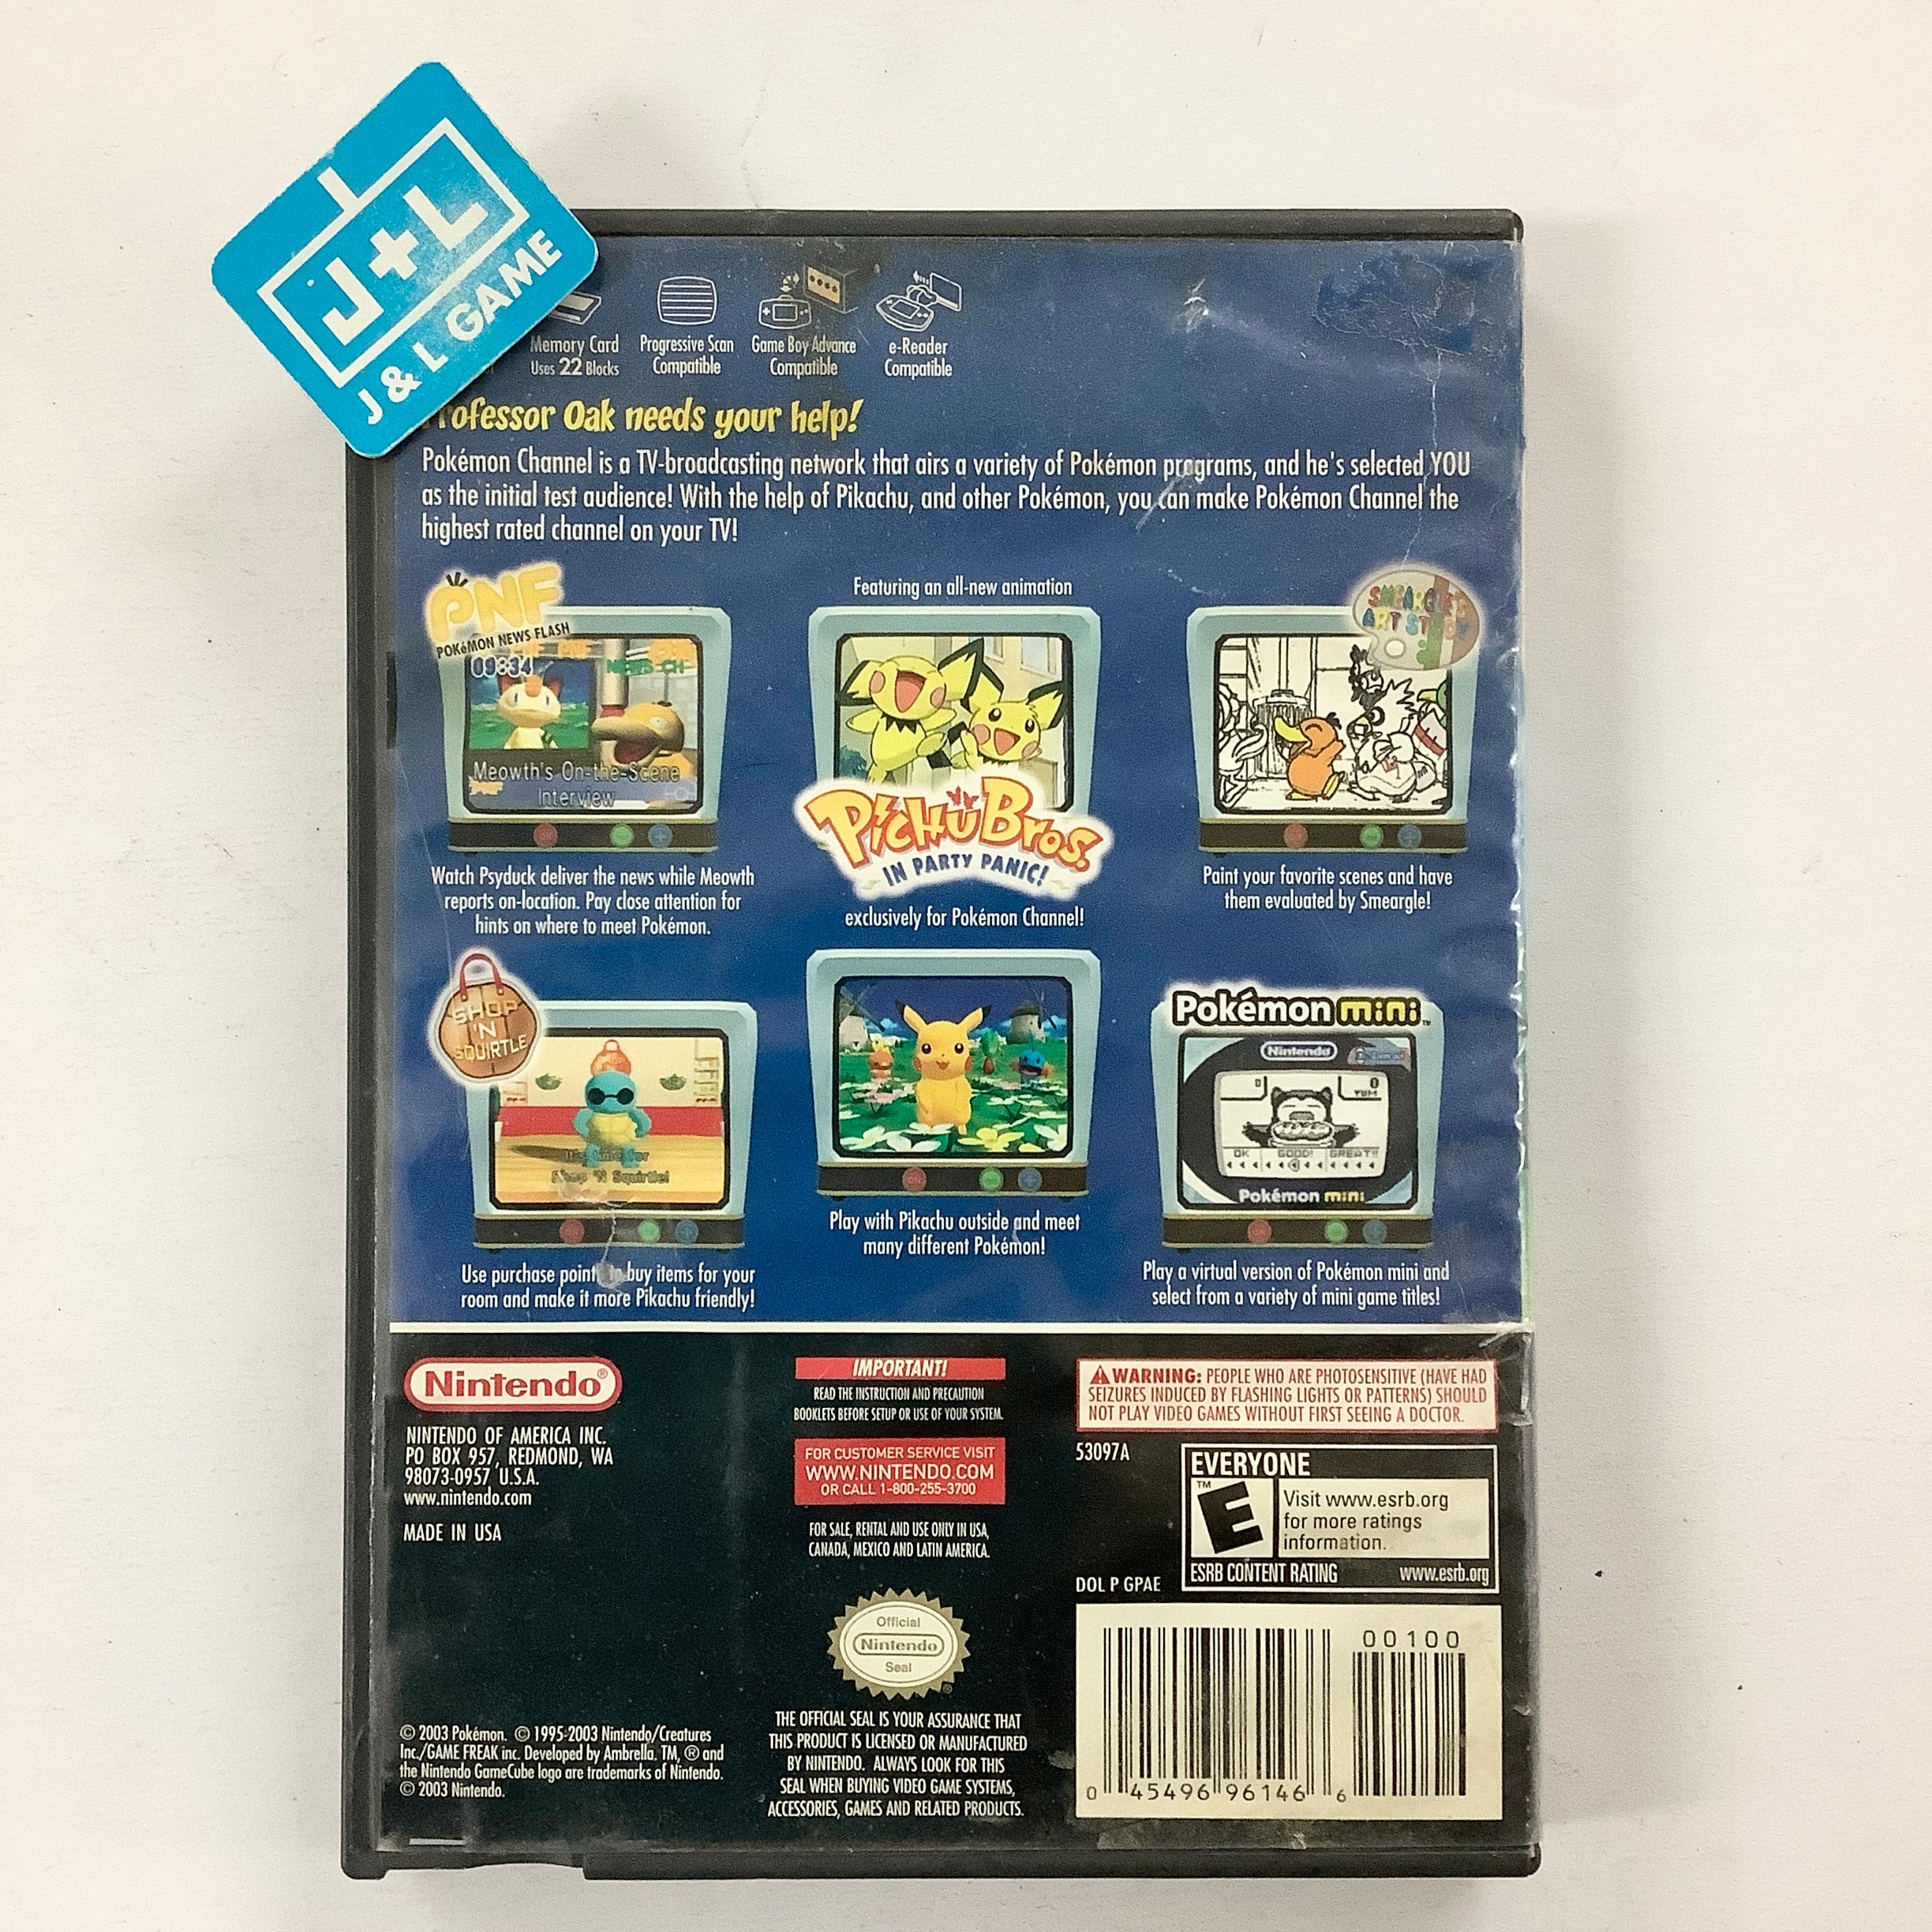 J+L
J & L GAME
Memory Card
Uses 22 Blocks
Progressive Scan
Compatible
Game Boy Advance
Compatible
e-Reader
Compatible
Professor Oak needs your help!
Pokémon Channel is a TV-broadcasting network that airs a variety of Pokémon programs, and he's selected YOU
as the initial test audience! With the help of Pikachu, and other Pokémon, you can make Pokémon Channel the
highest rated channel on your TV!
PNF
POKéMON NEWS FLASH
NEWS CH
Meowth's On-the-Scene
Interview
Watch Psyduck deliver the news while Meowth
reports on-location. Pay close attention for
hints on where to meet Pokémon.
Featuring an all-new animation
PichuBros.
IN PARTY PANIC!
exclusively for Pokémon Channel!
SMEARGLE'S
ART STUDIO
Paint your favorite scenes and have
them evaluated by Smeargle!
SHOP
'N
SQUIRTLE
It's time for
Shop 'N Squirtle!
Use purchase points to buy items for your
room and make it more Pikachu friendly!
Play with Pikachu outside and meet
many different Pokémon!
Pokémon mini™
Nintendo
0
0
YUM
OK GOOD! GREAT!!
Pokémon mini
Play a virtual version of Pokémon mini and
select from a variety of mini game titles!
Nintendo®
NINTENDO OF AMERICA INC.
PO BOX 957, REDMOND, WA
98073-0957 U.S.A.
www.nintendo.com
MADE IN USA
© 2003 Pokémon. © 1995-2003 Nintendo/Creatures
Inc./GAME FREAK inc. Developed by Ambrella. TM, ® and
the Nintendo GameCube logo are trademarks of Nintendo.
© 2003 Nintendo.
IMPORTANT!
READ THE INSTRUCTION AND PRECAUTION
BOOKLETS BEFORE SETUP OR USE OF YOUR SYSTEM.
FOR CUSTOMER SERVICE VISIT
WWW.NINTENDO.COM
OR CALL 1-800-255-3700
FOR SALE, RENTAL AND USE ONLY IN USA,
CANADA, MEXICO AND LATIN AMERICA.
Official
Nintendo
Seal
®
THE OFFICIAL SEAL IS YOUR ASSURANCE THAT
THIS PRODUCT IS LICENSED OR MANUFACTURED
BY NINTENDO. ALWAYS LOOK FOR THIS
SEAL WHEN BUYING VIDEO GAME SYSTEMS,
ACCESSORIES, GAMES AND RELATED PRODUCTS.
WARNING: PEOPLE WHO ARE PHOTOSENSITIVE (HAVE HAD
SEIZURES INDUCED BY FLASHING LIGHTS OR PATTERNS) SHOULD
NOT PLAY VIDEO GAMES WITHOUT FIRST SEEING A DOCTOR.
53097A
EVERYONE
E™
Visit www.esrb.org
for more ratings
information.
ESRB CONTENT RATING www.esrb.org
DOL P GPAE
00100
0 45496 96146 6